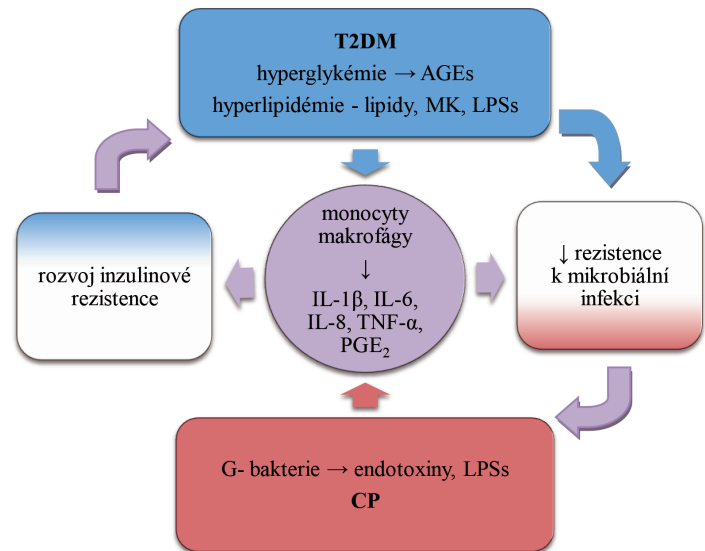 T2DM
hyperglykémie → AGEs
hyperlipidémie - lipidy, MK, LPSs
monocyty
makrofágy
↓
IL-1β, IL-6,
IL-8, TNF-α,
PGE₂
rozvoj inzulinové
rezistence
↓ rezistence
k mikrobiální
infekci
G- bakterie → endotoxiny, LPSs
CP